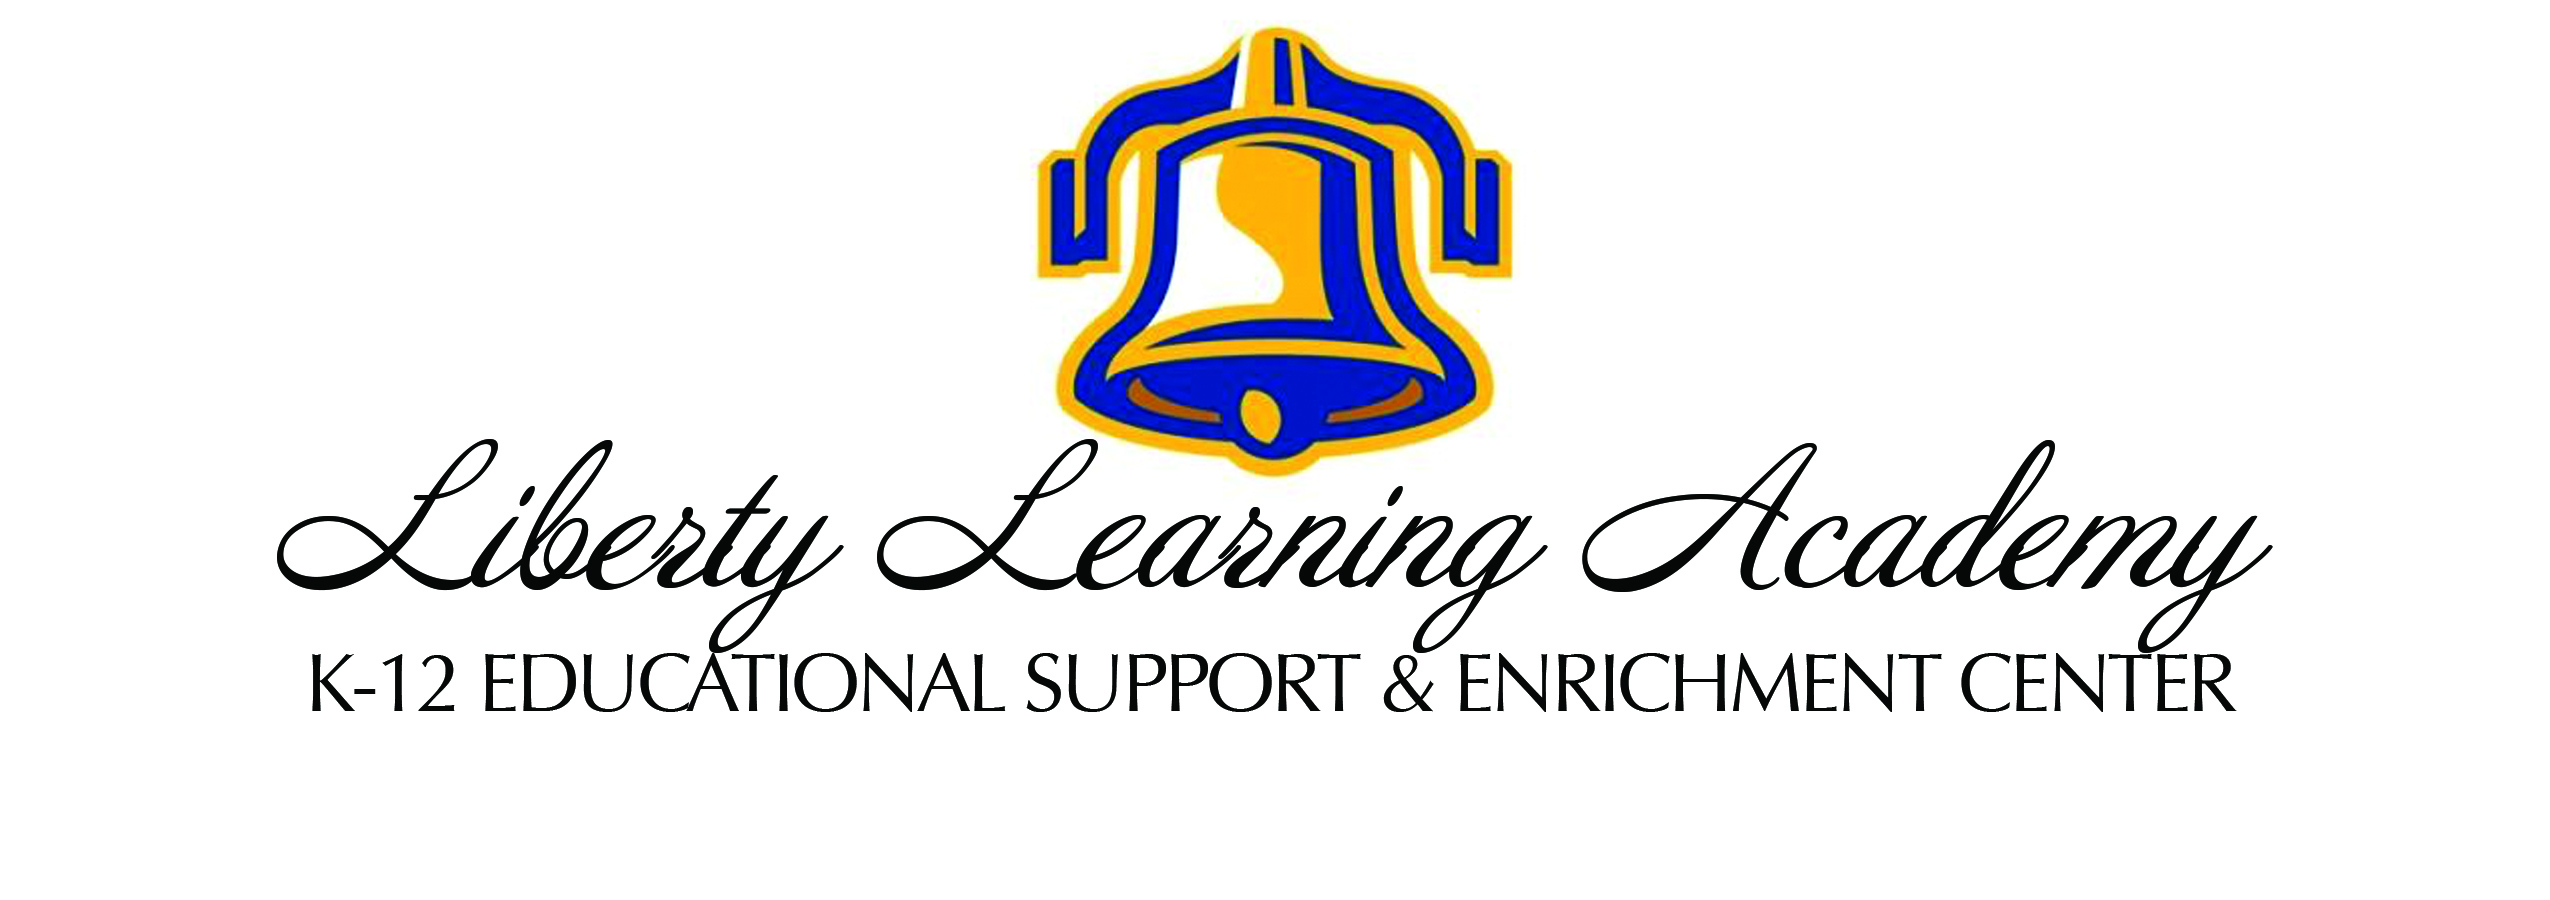 Liberty Learning Academy
K-12 EDUCATIONAL SUPPORT & ENRICHMENT CENTER